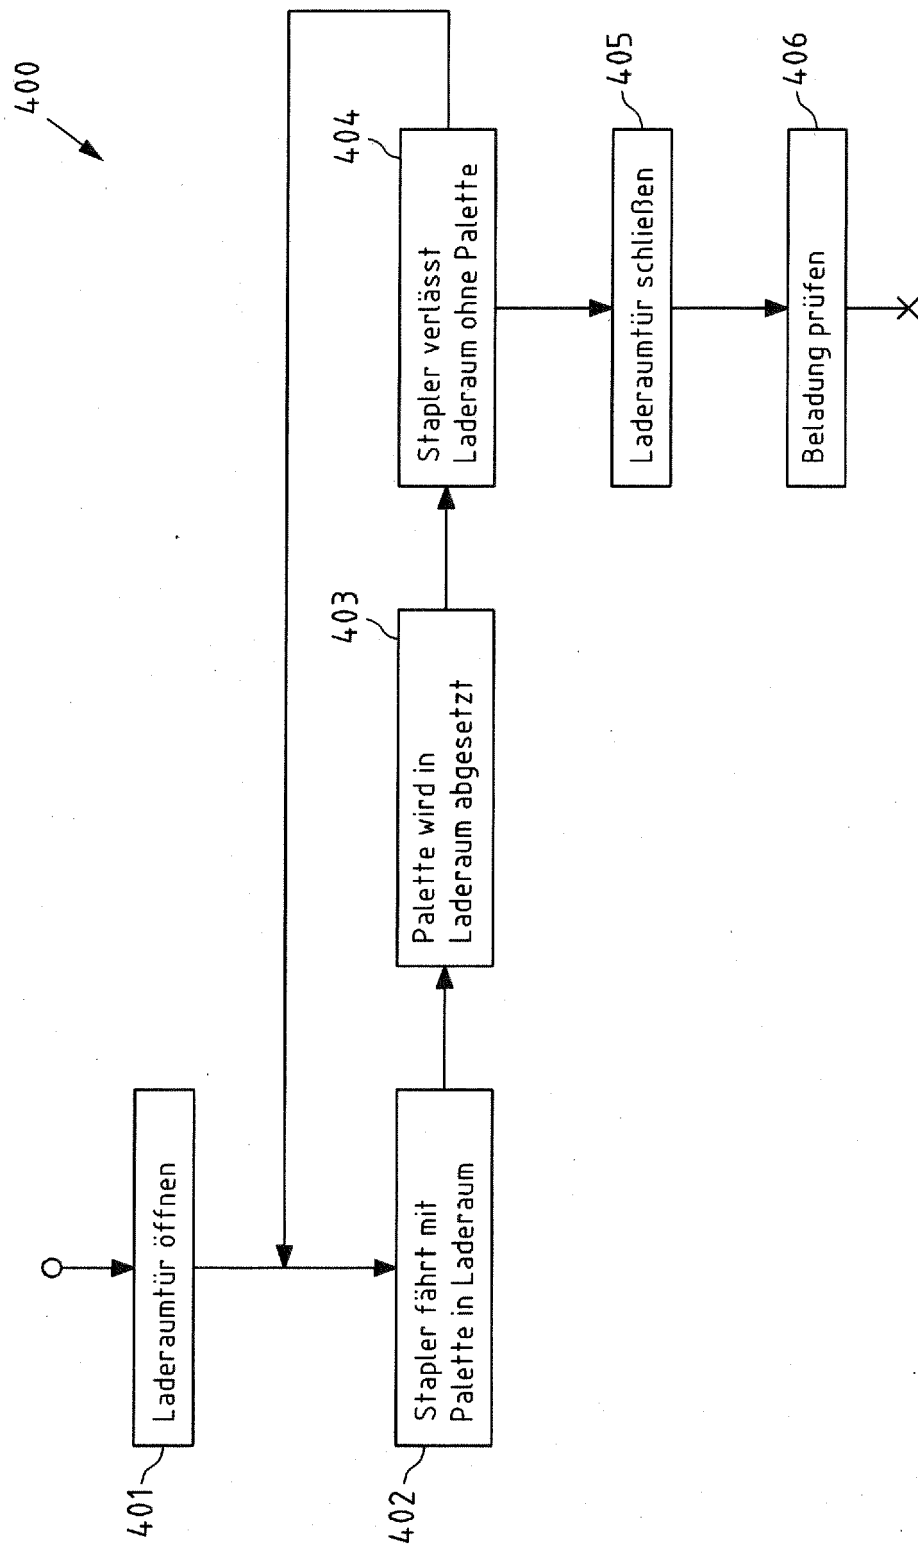 400
401
Laderaumtür öffnen
402
Stapler fährt mit
Palette in Laderaum
403
Palette wird in
Laderaum abgesetzt
404
Stapler verlässt
Laderaum ohne Palette
405
Laderaumtür schließen
406
Beladung prüfen